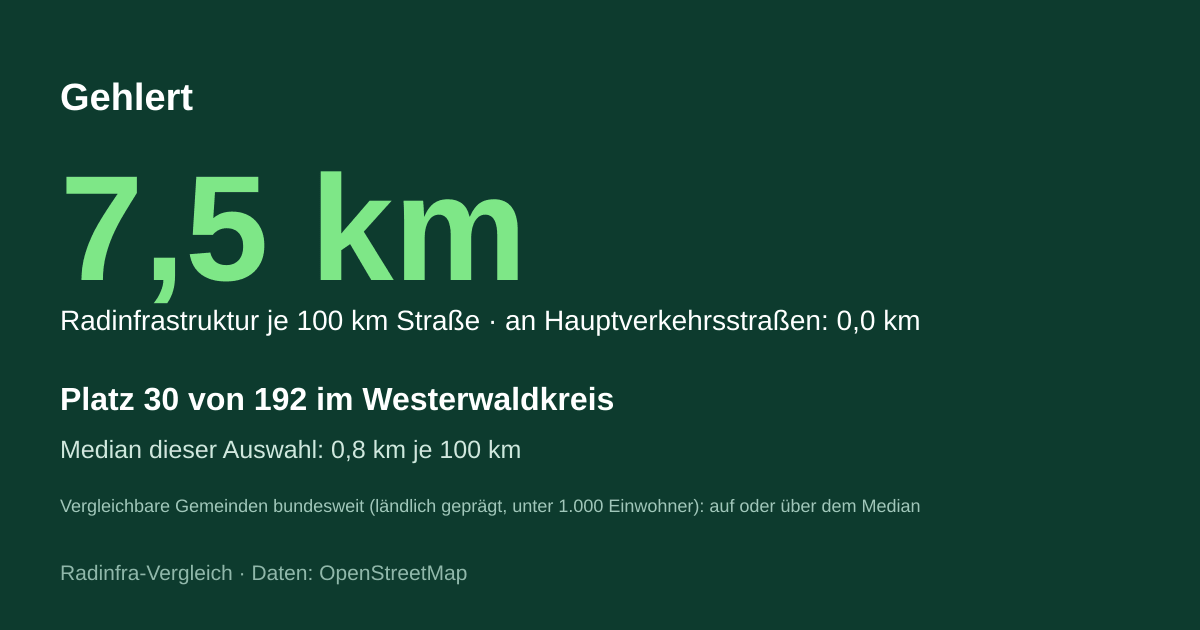 Gehlert
7,5 km
Radinfrastruktur je 100 km Straße · an Hauptverkehrsstraßen: 0,0 km
Platz 30 von 192 im Westerwaldkreis
Median dieser Auswahl: 0,8 km je 100 km
Vergleichbare Gemeinden bundesweit (ländlich geprägt, unter 1.000 Einwohner): auf oder über dem Median
Radinfra-Vergleich · Daten: OpenStreetMap